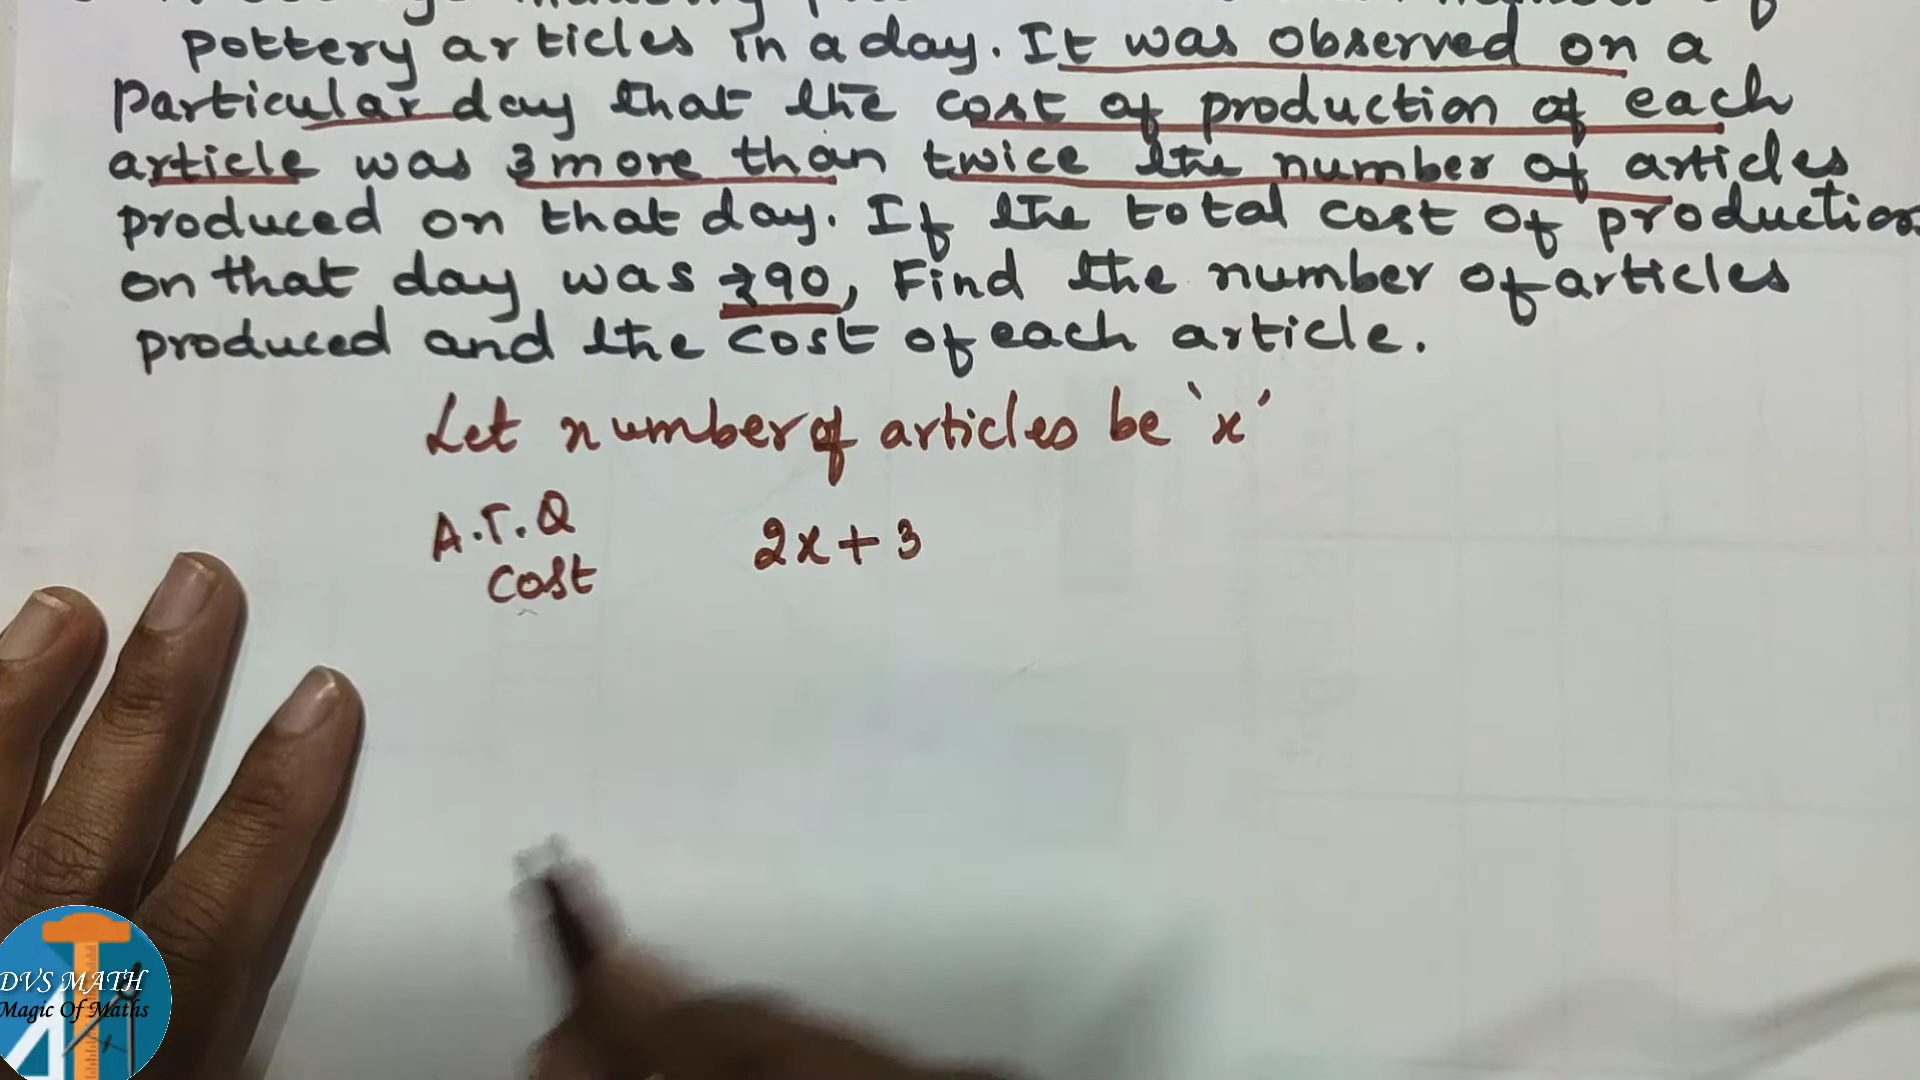 pottery articles in a day. It was observed on a
Particular day that the cost of production of each
article was 3 more than twice the number of articles
produced on that day. If the total cost of production
on that day was ₹90, Find the number of articles
produced and the cost of each article.
Let number of articles be 'x'
A.T.Q 2x+3
cost
DVS MATH
Magic Of Maths